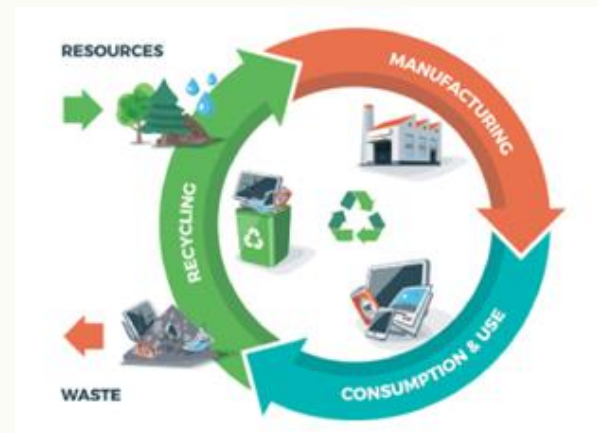 RESOURCES
MANUFACTURING
RECYCLING
CONSUMPTION & USE
WASTE